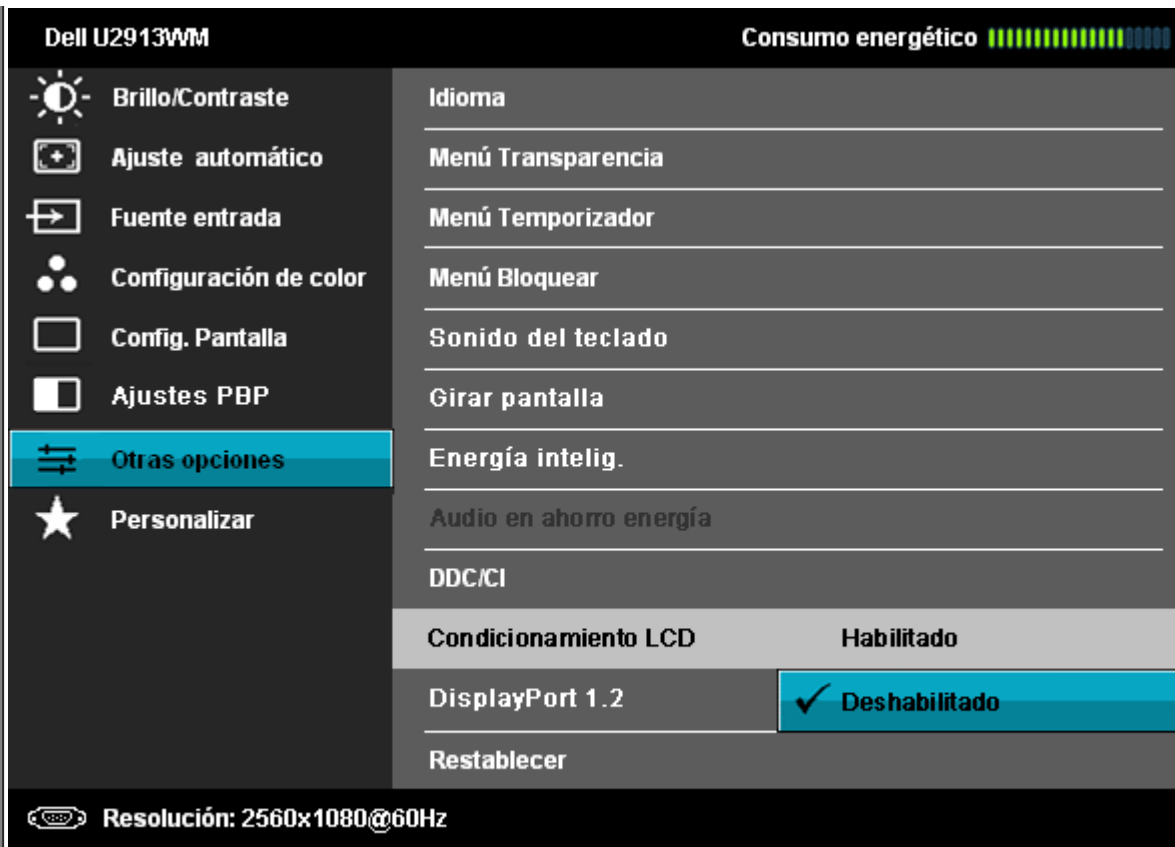 Dell U2913WM
Consumo energético
Brillo/Contraste
Ajuste automático
Fuente entrada
Configuración de color
Config. Pantalla
Ajustes PBP
Otras opciones
Personalizar
Idioma
Menú Transparencia
Menú Temporizador
Menú Bloquear
Sonido del teclado
Girar pantalla
Energía intelig.
Audio en ahorro energía
DDC/CI
Condicionamiento LCD Habilitado
DisplayPort 1.2 Deshabilitado
Restablecer
Resolución: 2560x1080@60Hz